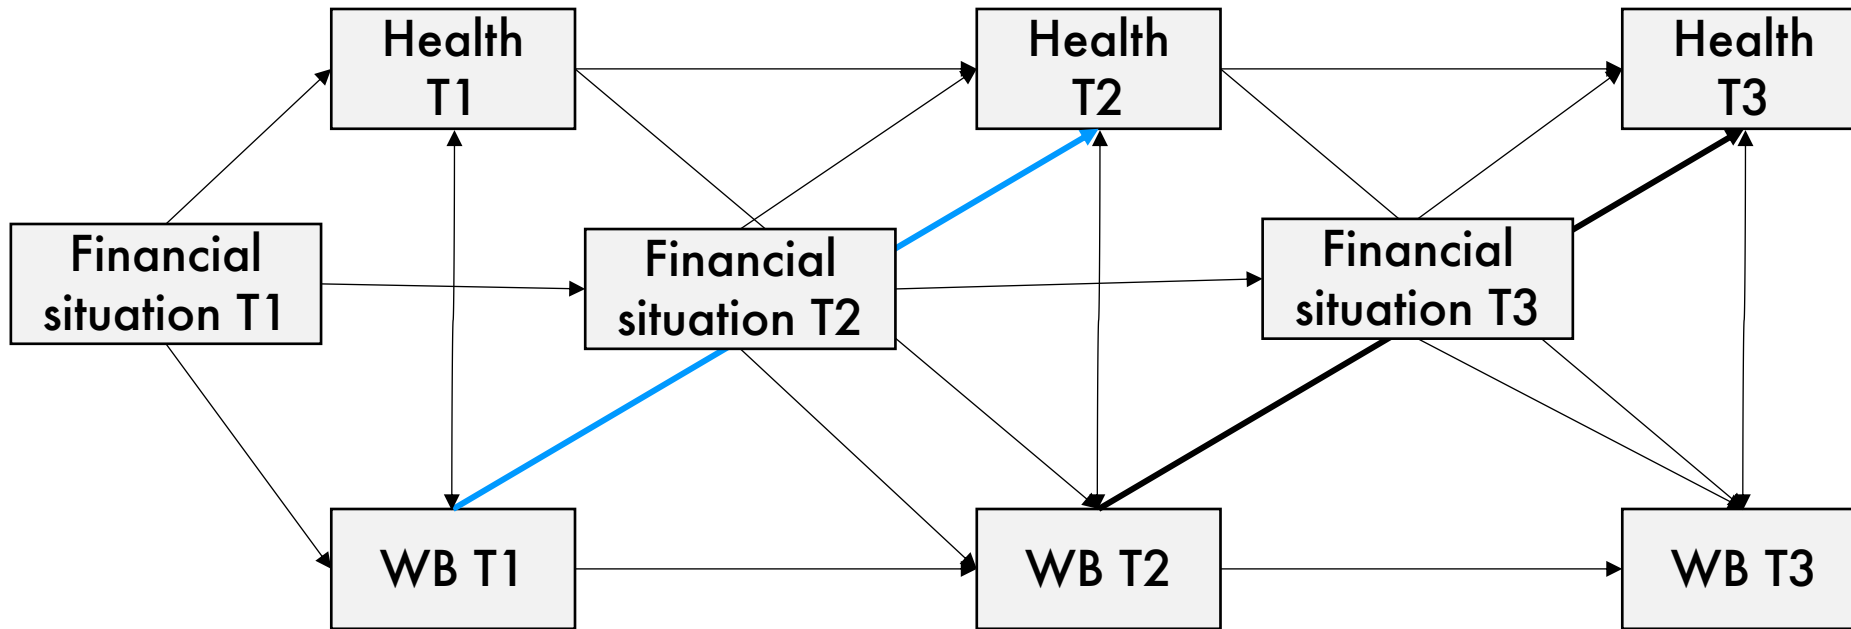 Health
T1
Health
T2
Health
T3
Financial
situation T1
Financial
situation T2
Financial
situation T3
WB T1
WB T2
WB T3